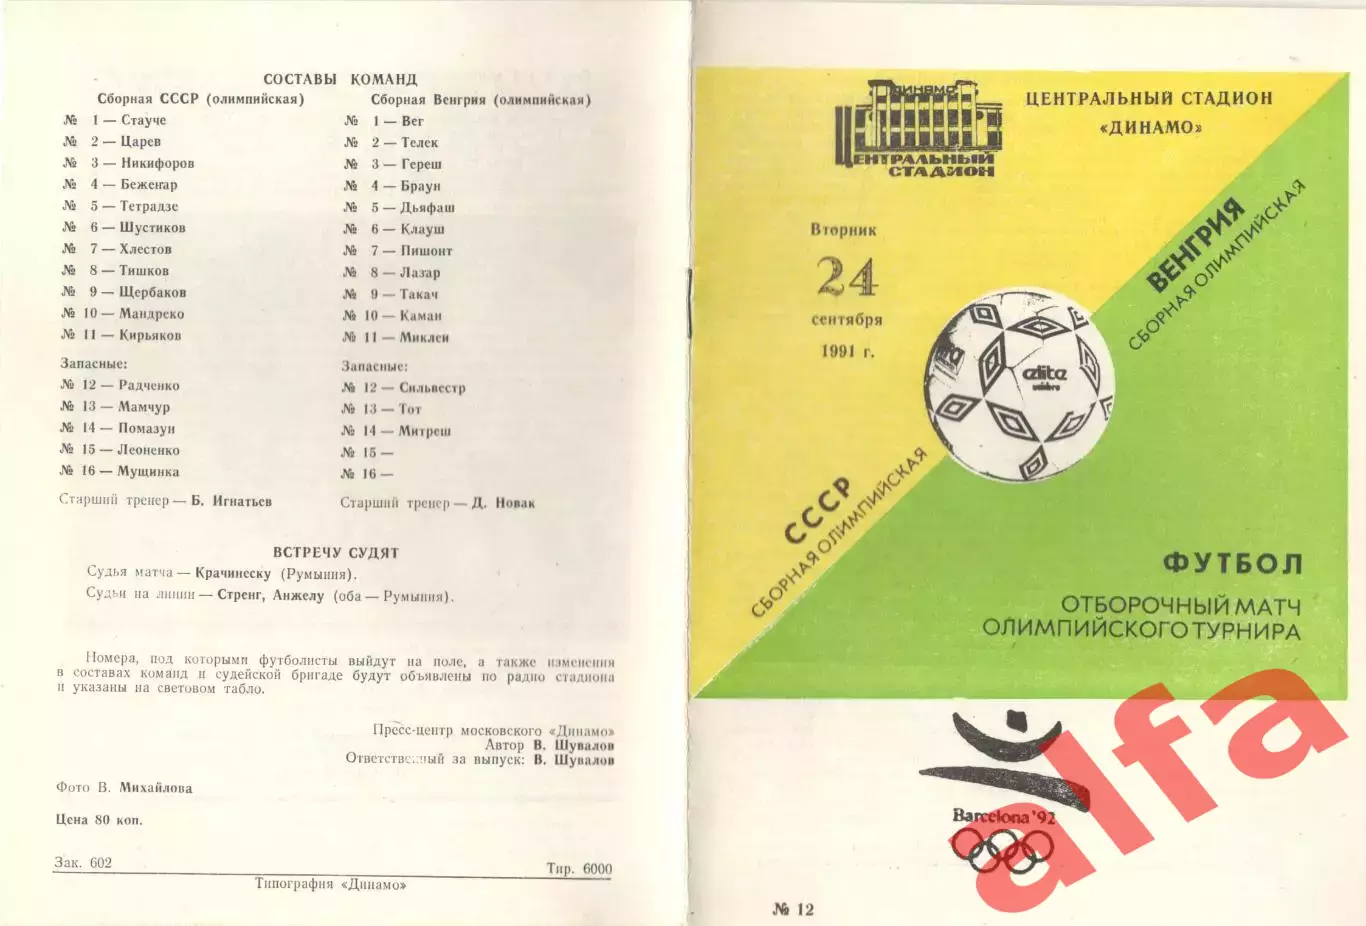 СОСТАВЫ КОМАНД
Сборная СССР (олимпийская)
№ 1 — Стауче
№ 2 — Царев
№ 3 — Никифоров
№ 4 — Беженар
№ 5 — Тетрадзе
№ 6 — Шустиков
№ 7 — Хлестов
№ 8 — Тишков
№ 9 — Щербаков
№ 10 — Мандреко
№ 11 — Кирьяков
Запасные:
№ 12 — Радченко
№ 13 — Мамчур
№ 14 — Помазун
№ 15 — Леоненко
№ 16 — Мущинка
Старший тренер — Б. Игнатьев
Сборная Венгрия (олимпийская)
№ 1 — Вег
№ 2 — Телек
№ 3 — Гереш
№ 4 — Браун
№ 5 — Дьяфаш
№ 6 — Клауш
№ 7 — Пишонт
№ 8 — Лазар
№ 9 — Такач
№ 10 — Каман
№ 11 — Миклеи
Запасные:
№ 12 — Сильвестр
№ 13 — Тот
№ 14 — Митреш
№ 15 —
№ 16 —
Старший тренер — Д. Новак
ВСТРЕЧУ СУДЯТ
Судья матча — Крачинеску (Румыния).
Судьи на линии — Стренг, Анжелу (оба — Румыния).
Номера, под которыми футболисты выйдут на поле, а также изменения
в составах команд и судейской бригаде будут объявлены по радио стадиона
и указаны на световом табло.
Пресс-центр московского «Динамо»
Автор В. Шувалов
Ответственный за выпуск: В. Шувалов
Фото В. Михайлова
Цена 80 коп.
Зак. 602
Тир. 6000
Типография «Динамо»
ДИНАМО
ЦЕНТРАЛЬНЫЙ
СТАДИОН
ЦЕНТРАЛЬНЫЙ СТАДИОН
«ДИНАМО»
Вторник
24
сентября
1991 г.
ВЕНГРИЯ
СБОРНАЯ ОЛИМПИЙСКАЯ
alita
СССР
СБОРНАЯ ОЛИМПИЙСКАЯ
ФУТБОЛ
ОТБОРОЧНЫЙ МАТЧ
ОЛИМПИЙСКОГО ТУРНИРА
Barcelona '92
№ 12
alfa